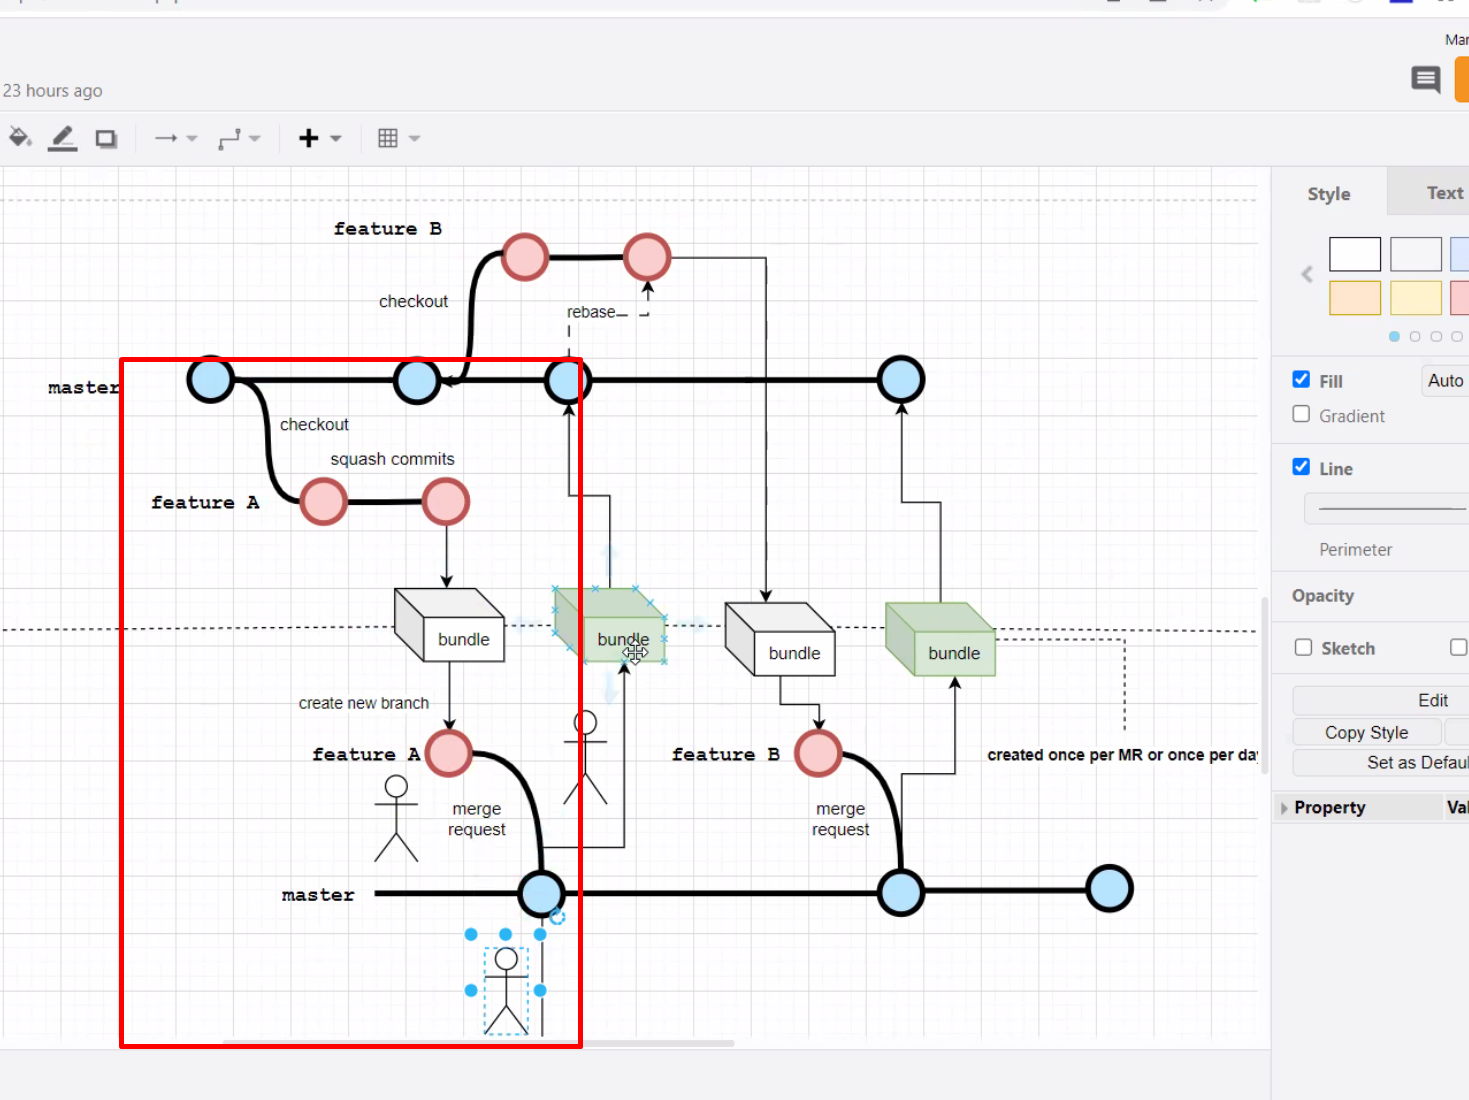 Mar
23 hours ago
Style
Text
feature B
checkout
rebase
master
checkout
squash commits
feature A
Fill
Auto
Gradient
Line
Perimeter
Opacity
Sketch
bundle
bundle
bundle
bundle
create new branch
feature A
feature B
created once per MR or once per day
merge
request
merge
request
master
Edit
Copy Style
Set as Defaul
Property
Val